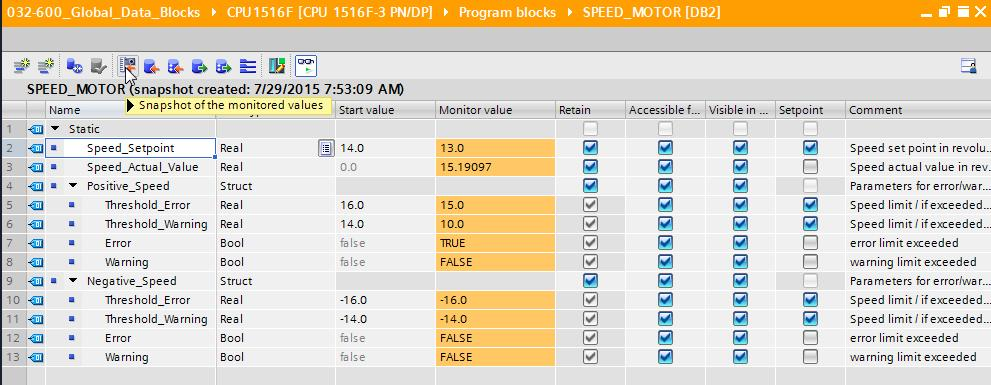 032-600_Global_Data_Blocks CPU1516F [CPU 1516F-3 PN/DP] Program blocks SPEED_MOTOR [DB2]
SPEED_MOTOR (snapshot created: 7/29/2015 7:53:09 AM)
Snapshot of the monitored values
Name Start value Monitor value Retain Accessible f... Visible in ... Setpoint Comment
1 Static
2 Speed_Setpoint Real 14.0 13.0 Speed set point in revolu...
3 Speed_Actual_Value Real 0.0 15.19097 Speed actual value in rev...
4 Positive_Speed Struct Parameters for error/war...
5 Threshold_Error Real 16.0 15.0 Speed limit / if exceeded...
6 Threshold_Warning Real 14.0 10.0 Speed limit / if exceeded...
7 Error Bool false TRUE error limit exceeded
8 Warning Bool false FALSE warning limit exceeded
9 Negative_Speed Struct Parameters for error/war...
10 Threshold_Error Real -16.0 -16.0 Speed limit / if exceeded...
11 Threshold_Warning Real -14.0 -14.0 Speed limit / if exceeded...
12 Error Bool false FALSE error limit exceeded
13 Warning Bool false FALSE warning limit exceeded